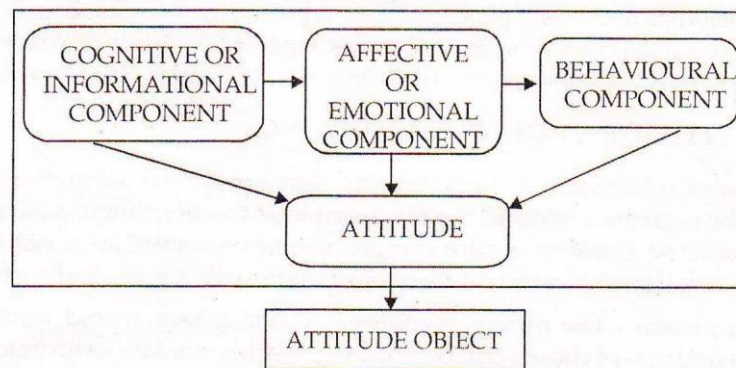 COGNITIVE OR
INFORMATIONAL
COMPONENT
AFFECTIVE
OR
EMOTIONAL
COMPONENT
BEHAVIOURAL
COMPONENT
ATTITUDE
ATTITUDE OBJECT